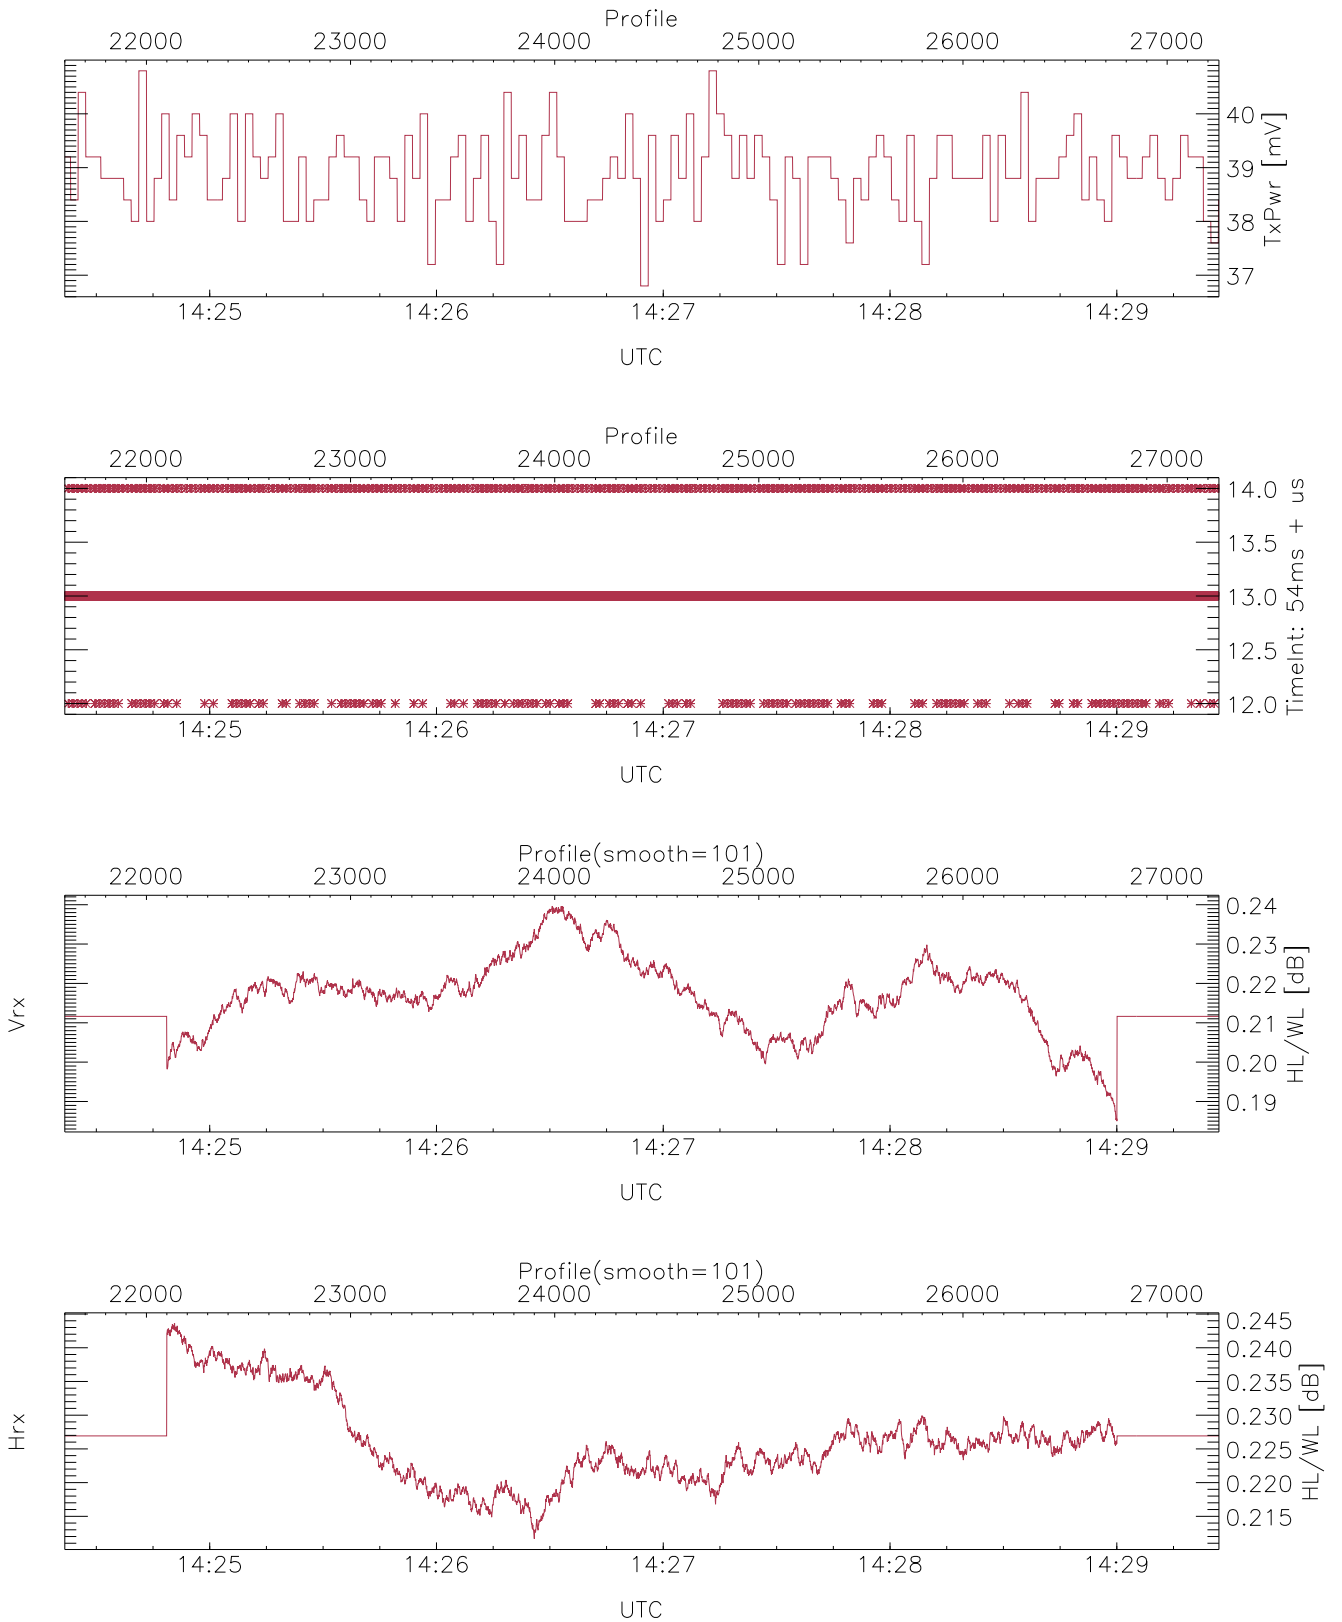 Profile
22000 23000 24000 25000 26000 27000
40
39
38
37
TxPwr [mV]
14:25 14:26 14:27 14:28 14:29
UTC
Profile
22000 23000 24000 25000 26000 27000
14.0
13.5
13.0
12.5
12.0
TimeInt: 54ms + us
14:25 14:26 14:27 14:28 14:29
UTC
Profile(smooth=101)
22000 23000 24000 25000 26000 27000
Vrx
0.24
0.23
0.22
0.21
0.20
0.19
HL/WL [dB]
14:25 14:26 14:27 14:28 14:29
UTC
Profile(smooth=101)
22000 23000 24000 25000 26000 27000
Hrx
0.245
0.240
0.235
0.230
0.225
0.220
0.215
HL/WL [dB]
14:25 14:26 14:27 14:28 14:29
UTC